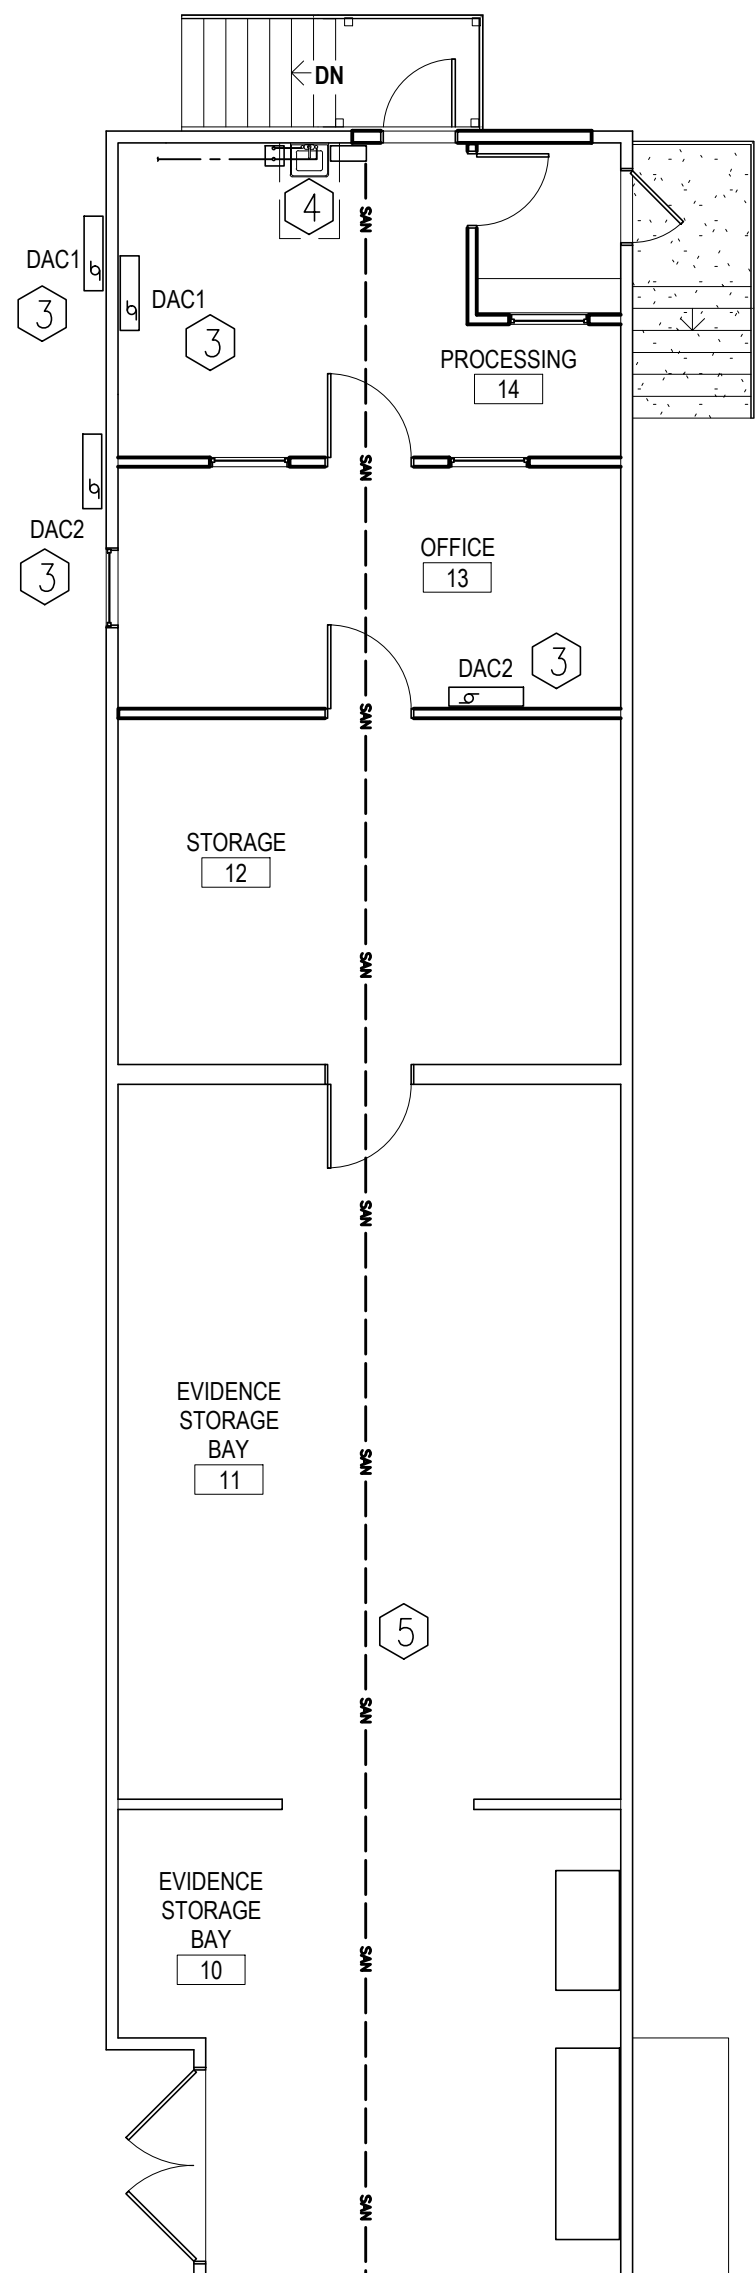 DN
4
SAN
DAC1
DAC1
3
3
PROCESSING
14
SAN
DAC2
3
OFFICE
13
3
DAC2
SAN
STORAGE
12
SAN
SAN
EVIDENCE
STORAGE
BAY
11
SAN
5
SAN
EVIDENCE
STORAGE
BAY
10
SAN
SAN